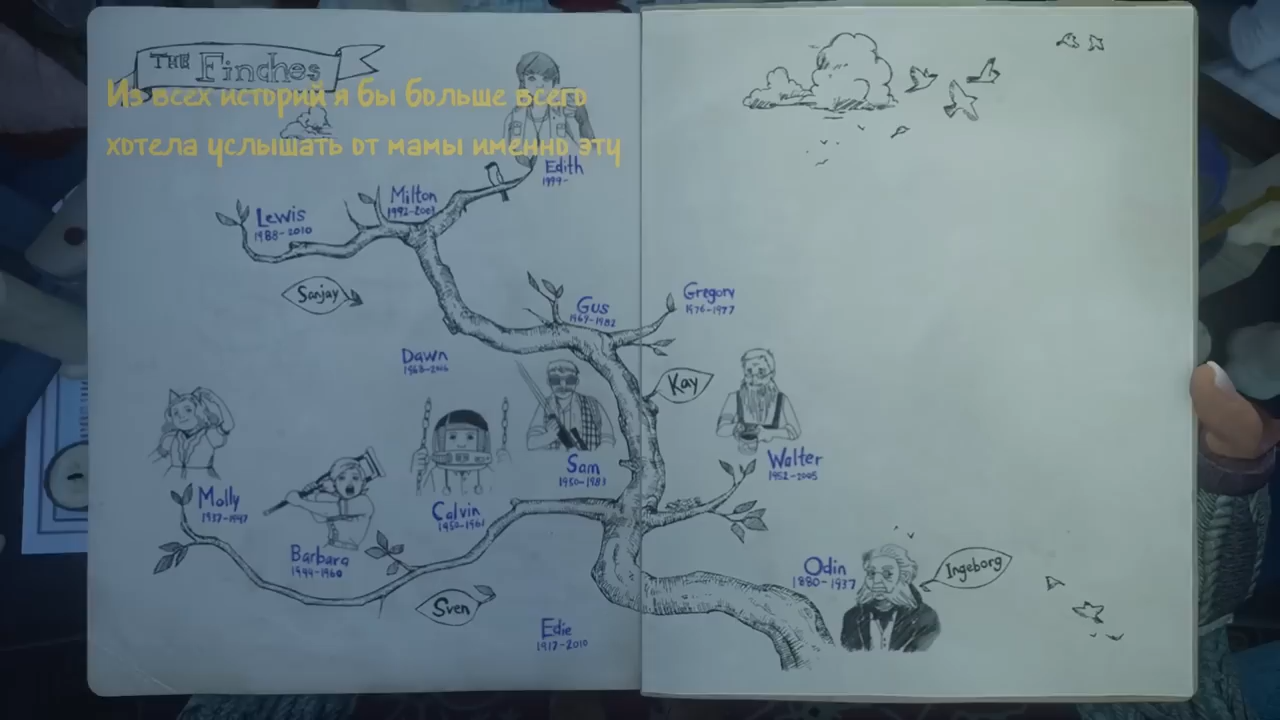 THE Finches
Из всех историй я бы больше всего
хотела услышать от мамы именно эту
Edith
1999-
Milton
1992-2003
Lewis
1988-2010
Sanjay
Gus
1969-1982
Gregory
1976-1977
Dawn
1968-2016
Kay
Sam
1950-1983
Walter
1952-2005
Molly
1937-1947
Calvin
1950-1961
Barbara
1944-1960
Odin
1880-1937
Ingeborg
Sven
Edie
1917-2010